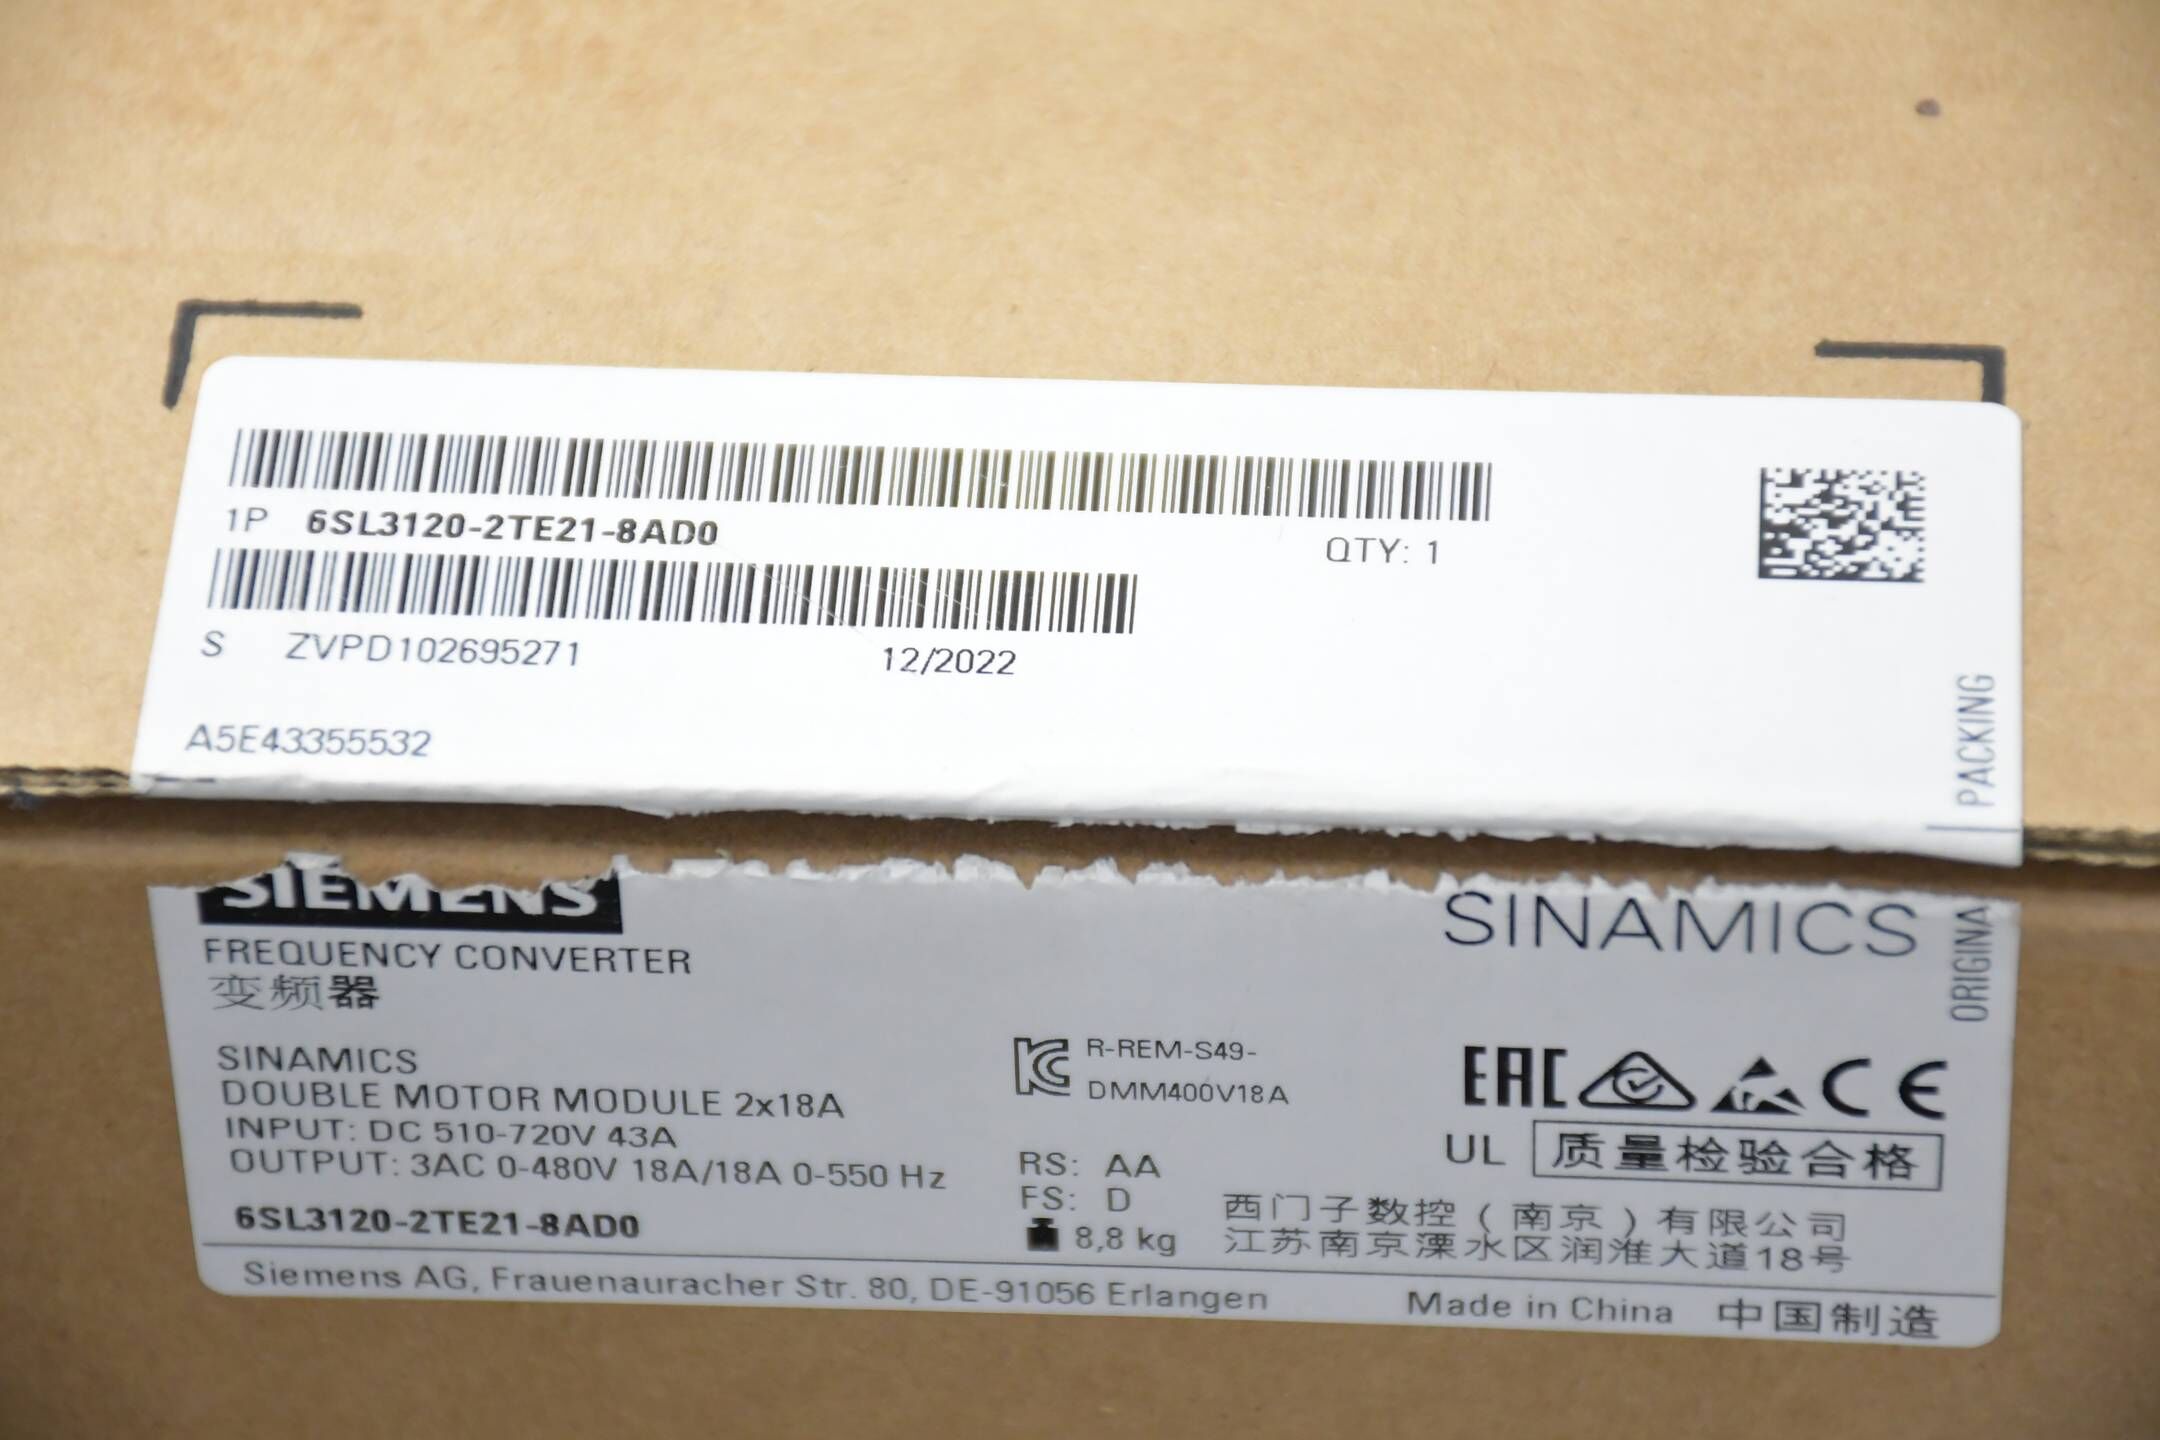 1P 6SL3120-2TE21-8AD0
QTY: 1
S ZVPD102695271 12/2022
A5E43355532
PACKING
ORIGINA
SIEMENS
SINAMICS
FREQUENCY CONVERTER
变频器
SINAMICS
DOUBLE MOTOR MODULE 2x18A
INPUT: DC 510-720V 43A
OUTPUT: 3AC 0-480V 18A/18A 0-550 Hz
6SL3120-2TE21-8AD0
R-REM-S49-
DMM400V18A
RS: AA
FS: D
8,8 kg
EAC CE
UL 质量检验合格
西门子数控（南京）有限公司
江苏南京溧水区润淮大道18号
Siemens AG, Frauenauracher Str. 80, DE-91056 Erlangen
Made in China 中国制造